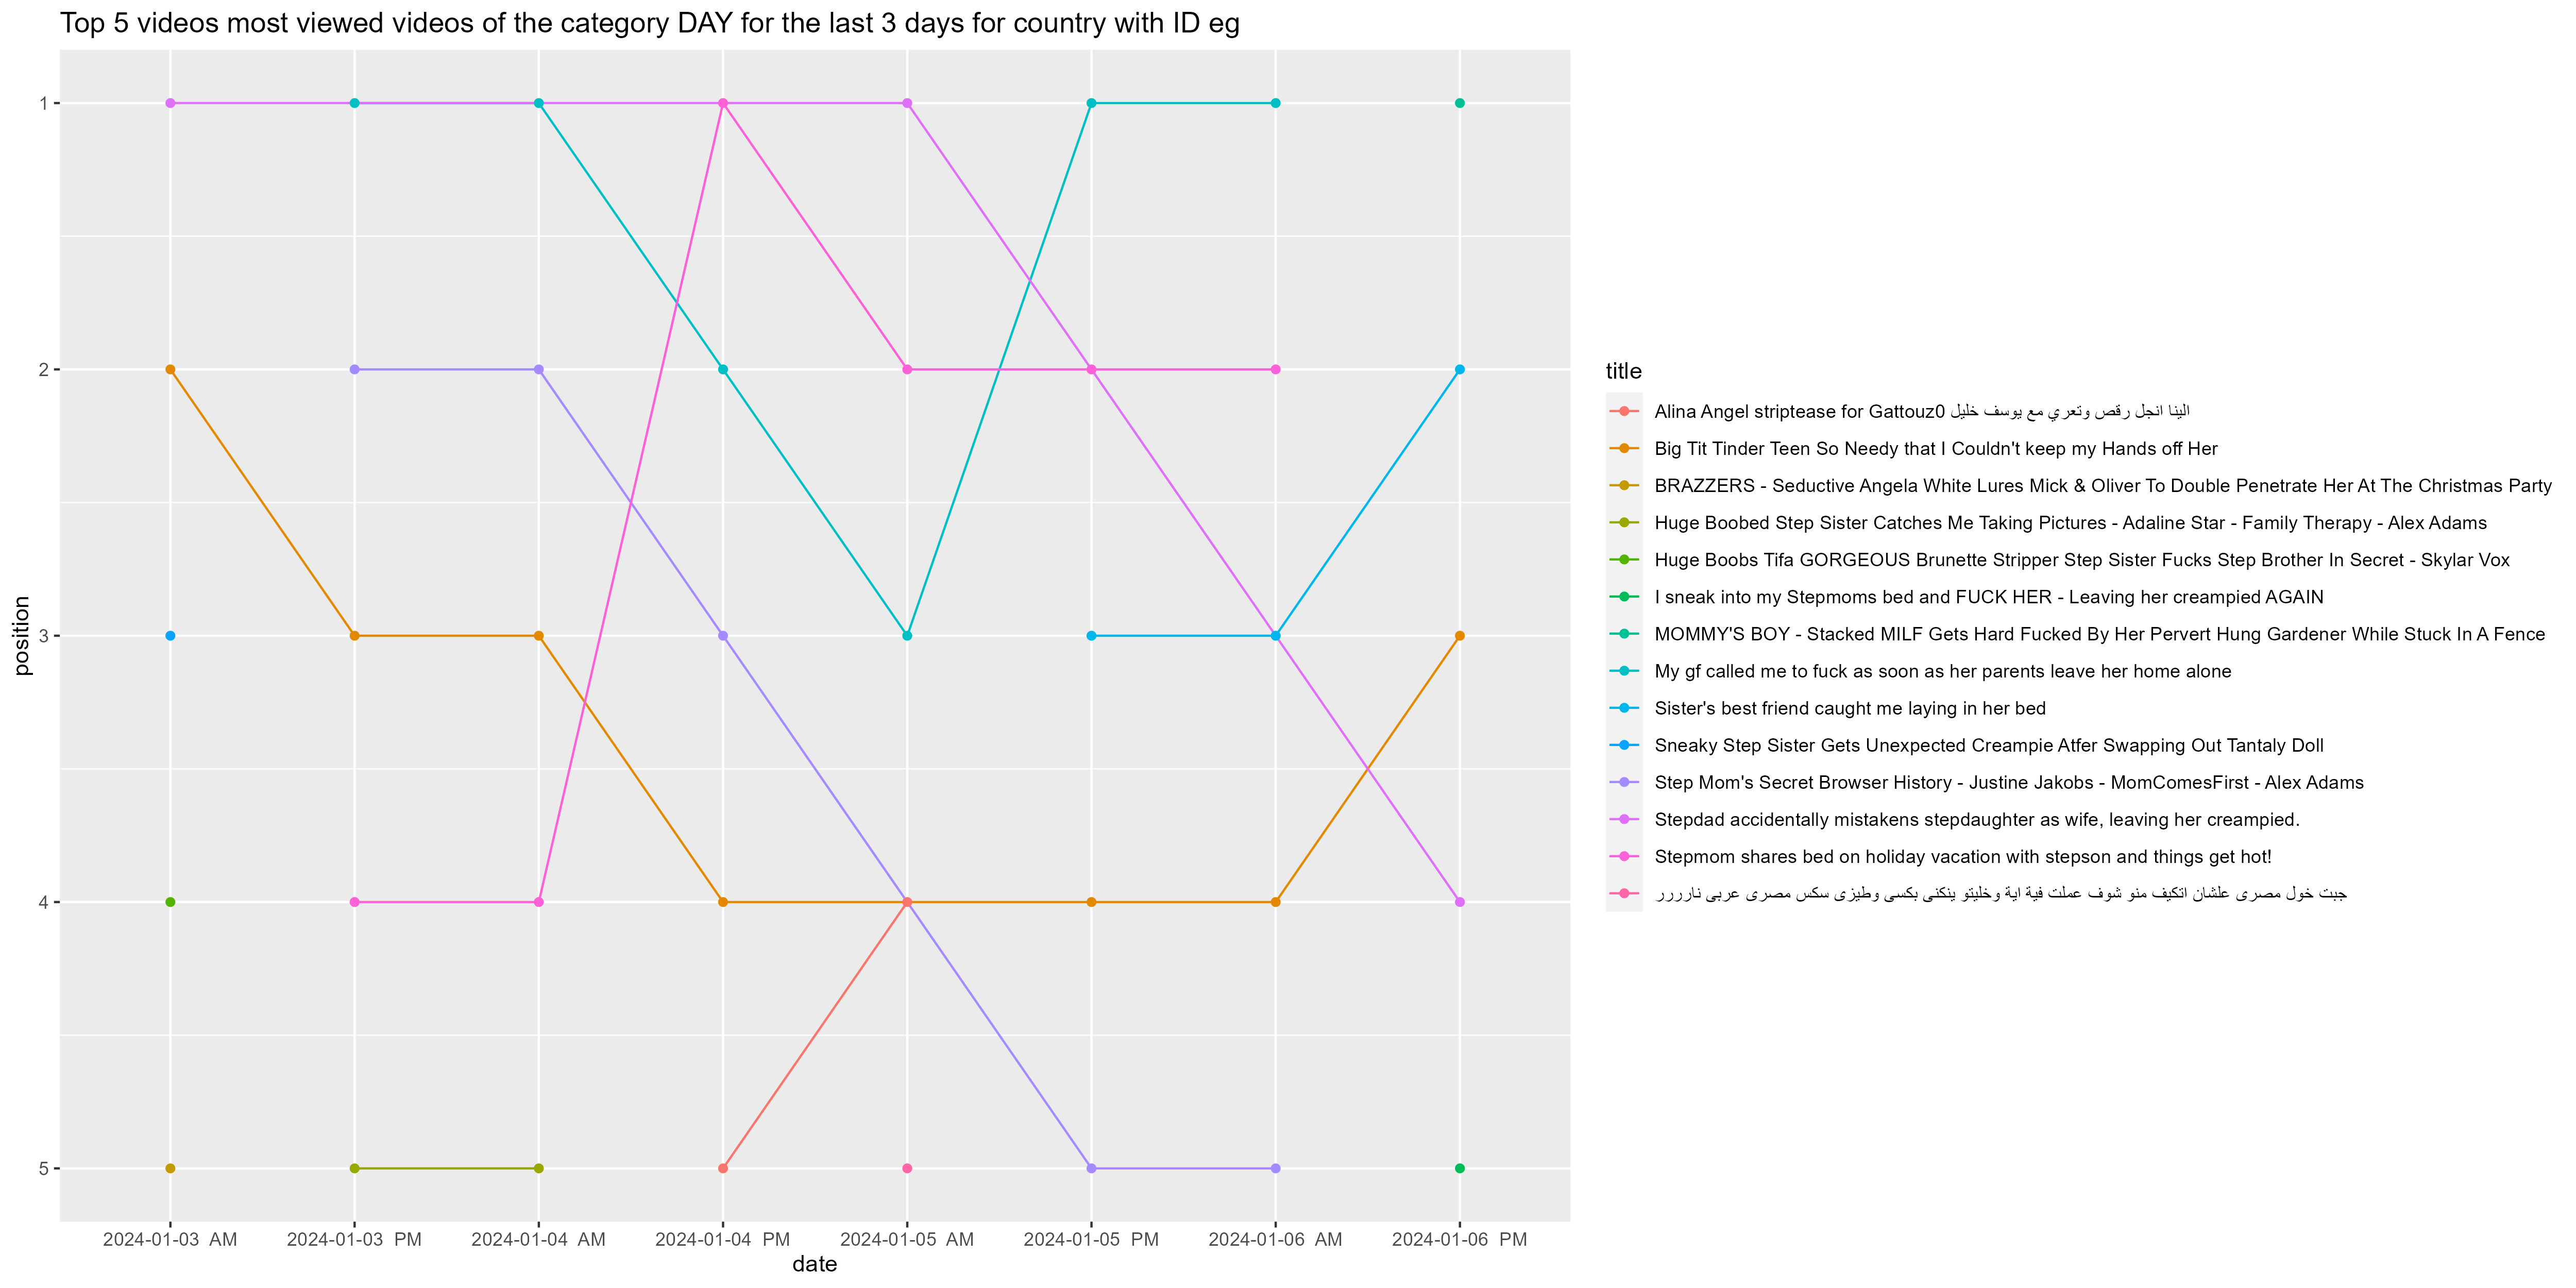 Top 5 videos most viewed videos of the category DAY for the last 3 days for country with ID eg
position
1
2
3
4
5
2024-01-03 AM
2024-01-03 PM
2024-01-04 AM
2024-01-04 PM
2024-01-05 AM
2024-01-05 PM
2024-01-06 AM
2024-01-06 PM
date
title
Alina Angel striptease for Gattouz0 الينا انجل رقص وتعري مع يوسف خليل
Big Tit Tinder Teen So Needy that I Couldn't keep my Hands off Her
BRAZZERS - Seductive Angela White Lures Mick & Oliver To Double Penetrate Her At The Christmas Party
Huge Boobed Step Sister Catches Me Taking Pictures - Adaline Star - Family Therapy - Alex Adams
Huge Boobs Tifa GORGEOUS Brunette Stripper Step Sister Fucks Step Brother In Secret - Skylar Vox
I sneak into my Stepmoms bed and FUCK HER - Leaving her creampied AGAIN
MOMMY'S BOY - Stacked MILF Gets Hard Fucked By Her Pervert Hung Gardener While Stuck In A Fence
My gf called me to fuck as soon as her parents leave her home alone
Sister's best friend caught me laying in her bed
Sneaky Step Sister Gets Unexpected Creampie Atfer Swapping Out Tantaly Doll
Step Mom's Secret Browser History - Justine Jakobs - MomComesFirst - Alex Adams
Stepdad accidentally mistakens stepdaughter as wife, leaving her creampied.
Stepmom shares bed on holiday vacation with stepson and things get hot!
جبت خول مصرى علشان اتكيف منو شوف عملت فية اية وخليتو ينكنى بكسى وطيزى سكس مصرى عربى نارررر